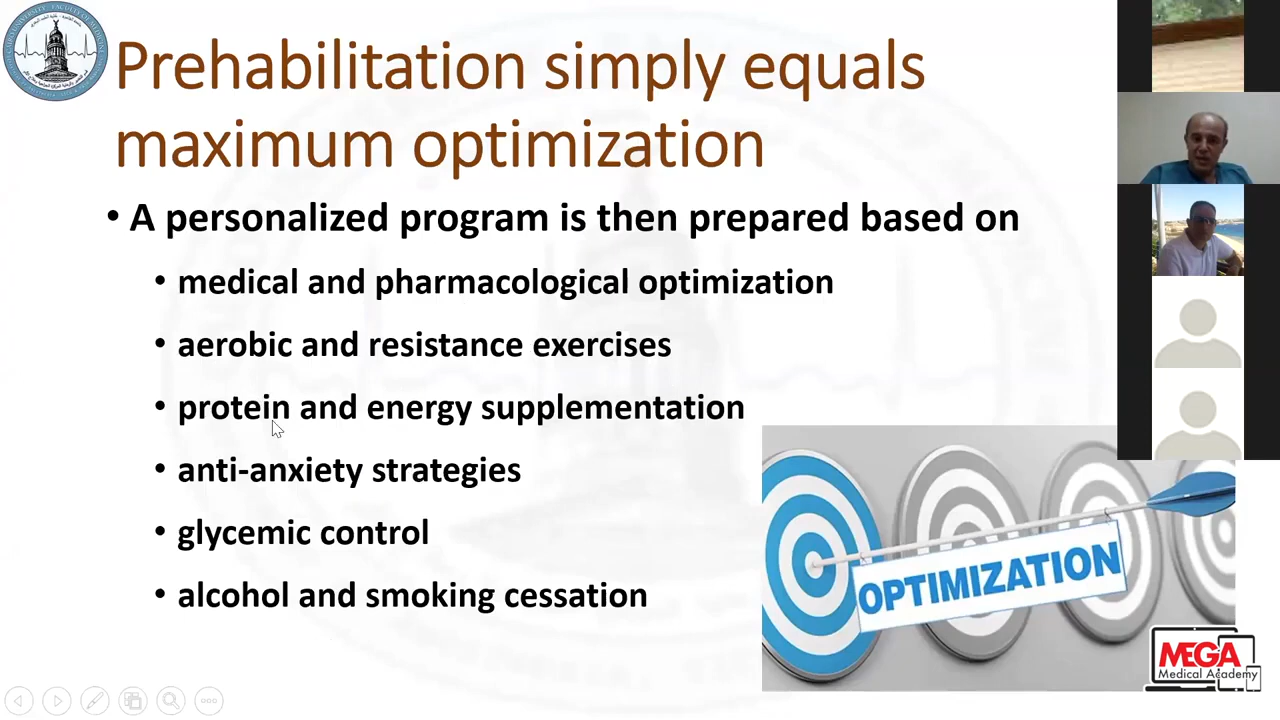 Prehabilitation simply equals
maximum optimization
• A personalized program is then prepared based on
• medical and pharmacological optimization
• aerobic and resistance exercises
• protein and energy supplementation
• anti-anxiety strategies
• glycemic control
• alcohol and smoking cessation
OPTIMIZATION
MEGA
Medical Academy